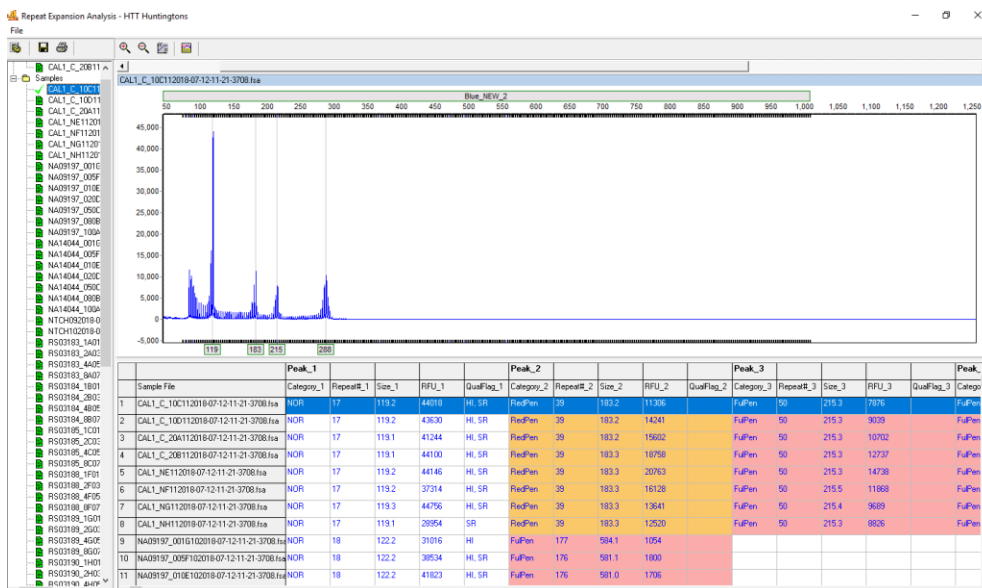 Repeat Expansion Analysis - HTT Huntingtons
File
CAL1_C_20B11
Samples
CAL1_C_10C11
CAL1_C_10D11
CAL1_C_20A11
CAL1_NE11201
CAL1_NF11201
CAL1_NG1120
CAL1_NH1120
NA09197_001G
NA09197_005F
NA09197_010E
NA09197_020D
NA09197_050C
NA09197_080B
NA09197_100A
NA14044_001G
NA14044_005F
NA14044_010E
NA14044_020D
NA14044_050C
NA14044_080B
NA14044_100A
NTCH092018-0
NTCH102018-0
RS03183_1A01
RS03183_2A03
RS03183_4A05
RS03183_8A07
RS03184_1B01
RS03184_2B03
RS03184_4B05
RS03184_8B07
RS03185_1C01
RS03185_2C03
RS03185_4C05
RS03185_8C07
RS03188_1F01
RS03188_2F03
RS03188_4F05
RS03188_8F07
RS03189_1G01
RS03189_2G03
RS03189_4G05
RS03189_8G07
RS03190_1H01
RS03190_2H03
RS03190_4H05
CAL1_C_10C112018-07-12-11-21-3708.fsa
Blue_NEW_2
50 100 150 200 250 300 350 400 450 500 550 600 650 700 750 800 850 900 950 1,000 1,050 1,100 1,150 1,200 1,250
45,000
40,000
35,000
30,000
25,000
20,000
15,000
10,000
5,000
0
-5,000
119 183 215 288
Peak_1 Peak_2 Peak_3 Peak_
Sample File Category_1 Repeat#_1 Size_1 RFU_1 QualFlag_1 Category_2 Repeat#_2 Size_2 RFU_2 QualFlag_2 Category_3 Repeat#_3 Size_3 RFU_3 QualFlag_3 Catego
1 CAL1_C_10C112018-07-12-11-21-3708.fsa NOR 17 119.2 44010 HI, SR RedPen 39 183.2 11306 FulPen 50 215.3 7876 FulPen
2 CAL1_C_10D112018-07-12-11-21-3708.fsa NOR 17 119.2 43630 HI, SR RedPen 39 183.2 14241 FulPen 50 215.3 9039 FulPen
3 CAL1_C_20A112018-07-12-11-21-3708.fsa NOR 17 119.1 41244 HI, SR RedPen 39 183.2 15602 FulPen 50 215.3 10702 FulPen
4 CAL1_C_20B112018-07-12-11-21-3708.fsa NOR 17 119.1 44100 HI, SR RedPen 39 183.3 18758 FulPen 50 215.3 12737 FulPen
5 CAL1_NE112018-07-12-11-21-3708.fsa NOR 17 119.2 44146 HI, SR RedPen 39 183.3 20763 FulPen 50 215.5 14738 FulPen
6 CAL1_NF112018-07-12-11-21-3708.fsa NOR 17 119.2 37314 HI, SR RedPen 39 183.3 16128 FulPen 50 215.5 11868 FulPen
7 CAL1_NG112018-07-12-11-21-3708.fsa NOR 17 119.3 44756 HI, SR RedPen 39 183.3 13641 FulPen 50 215.4 9689 FulPen
8 CAL1_NH112018-07-12-11-21-3708.fsa NOR 17 119.1 28954 SR RedPen 39 183.3 12520 FulPen 50 215.3 8826 FulPen
9 NA09197_001G102018-07-12-11-21-3708.fsa NOR 18 122.2 31016 HI FulPen 177 584.1 1054
10 NA09197_005F102018-07-12-11-21-3708.fsa NOR 18 122.2 38534 HI, SR FulPen 176 581.1 1800
11 NA09197_010E102018-07-12-11-21-3708.fsa NOR 18 122.2 41823 HI, SR FulPen 176 581.0 1706